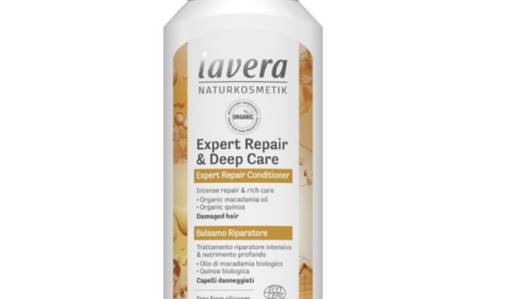 lavera
NATURKOSMETIK
ORGANIC
Expert Repair
& Deep Care
Expert Repair Conditioner
Intense repair & rich care
• Organic macadamia oil
• Organic quinoa
Damaged hair
Balsamo Riparatore
Trattamento riparatore intensivo
& nutrimento profondo
• Olio di macadamia biologico
• Quinoa biologica
Capelli danneggiati